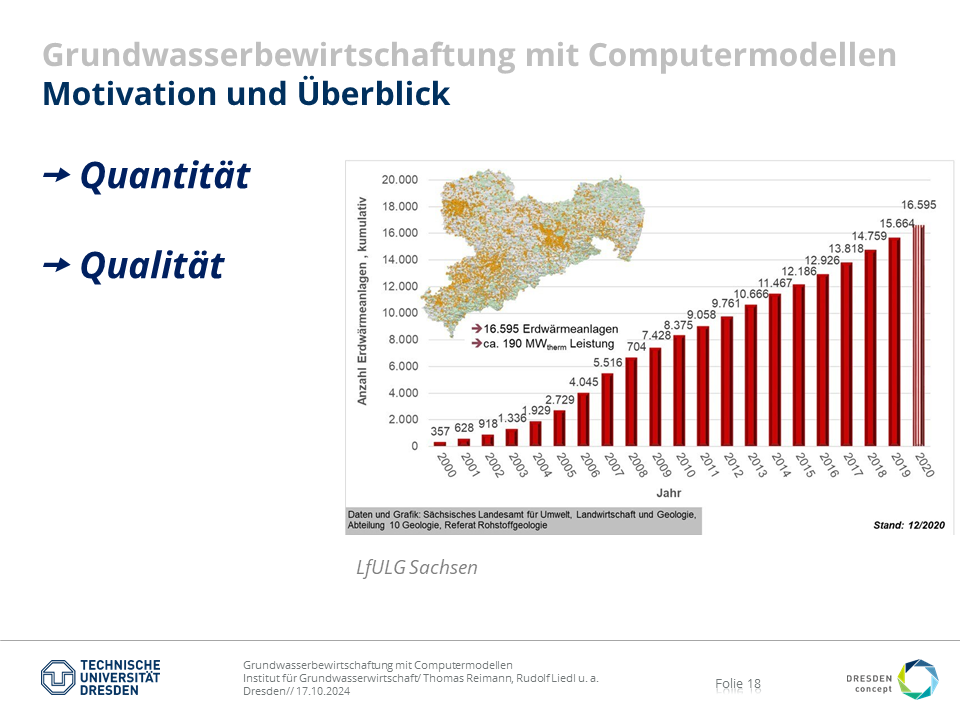 Grundwasserbewirtschaftung mit Computermodellen
Motivation und Überblick
➙ Quantität
➙ Qualität
Anzahl Erdwärmeanlagen , kumulativ
20.000
18.000
16.000
14.000
12.000
10.000
8.000
6.000
4.000
2.000
0
➔16.595 Erdwärmeanlagen
➔ca. 190 MWtherm Leistung
357
628
918
1.336
1.929
2.729
4.045
5.516
704
7.428
8.375
9.058
9.761
10.666
11.467
12.186
12.926
13.818
14.759
15.664
16.595
2000
2001
2002
2003
2004
2005
2006
2007
2008
2009
2010
2011
2012
2013
2014
2015
2016
2017
2018
2019
2020
Jahr
Daten und Grafik: Sächsisches Landesamt für Umwelt, Landwirtschaft und Geologie,
Abteilung 10 Geologie, Referat Rohstoffgeologie
Stand: 12/2020
LfULG Sachsen
TECHNISCHE
UNIVERSITÄT
DRESDEN
Grundwasserbewirtschaftung mit Computermodellen
Institut für Grundwasserwirtschaft/ Thomas Reimann, Rudolf Liedl u. a.
Dresden// 17.10.2024
Folie 18
DRESDEN
concept